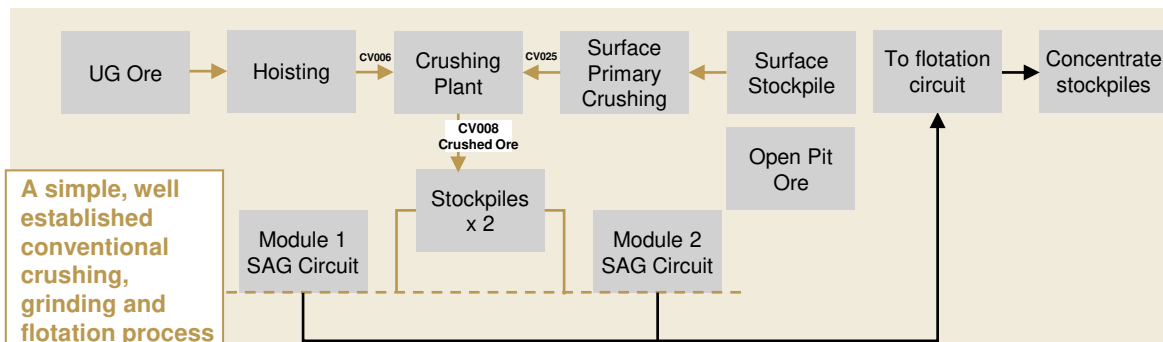 UG Ore
Hoisting
CV006
Crushing
Plant
CV025
Surface
Primary
Crushing
Surface
Stockpile
To flotation
circuit
Concentrate
stockpiles
CV008
Crushed Ore
Open Pit
Ore
Stockpiles
x 2
A simple, well
established
conventional
crushing,
grinding and
flotation process
Module 1
SAG Circuit
Module 2
SAG Circuit